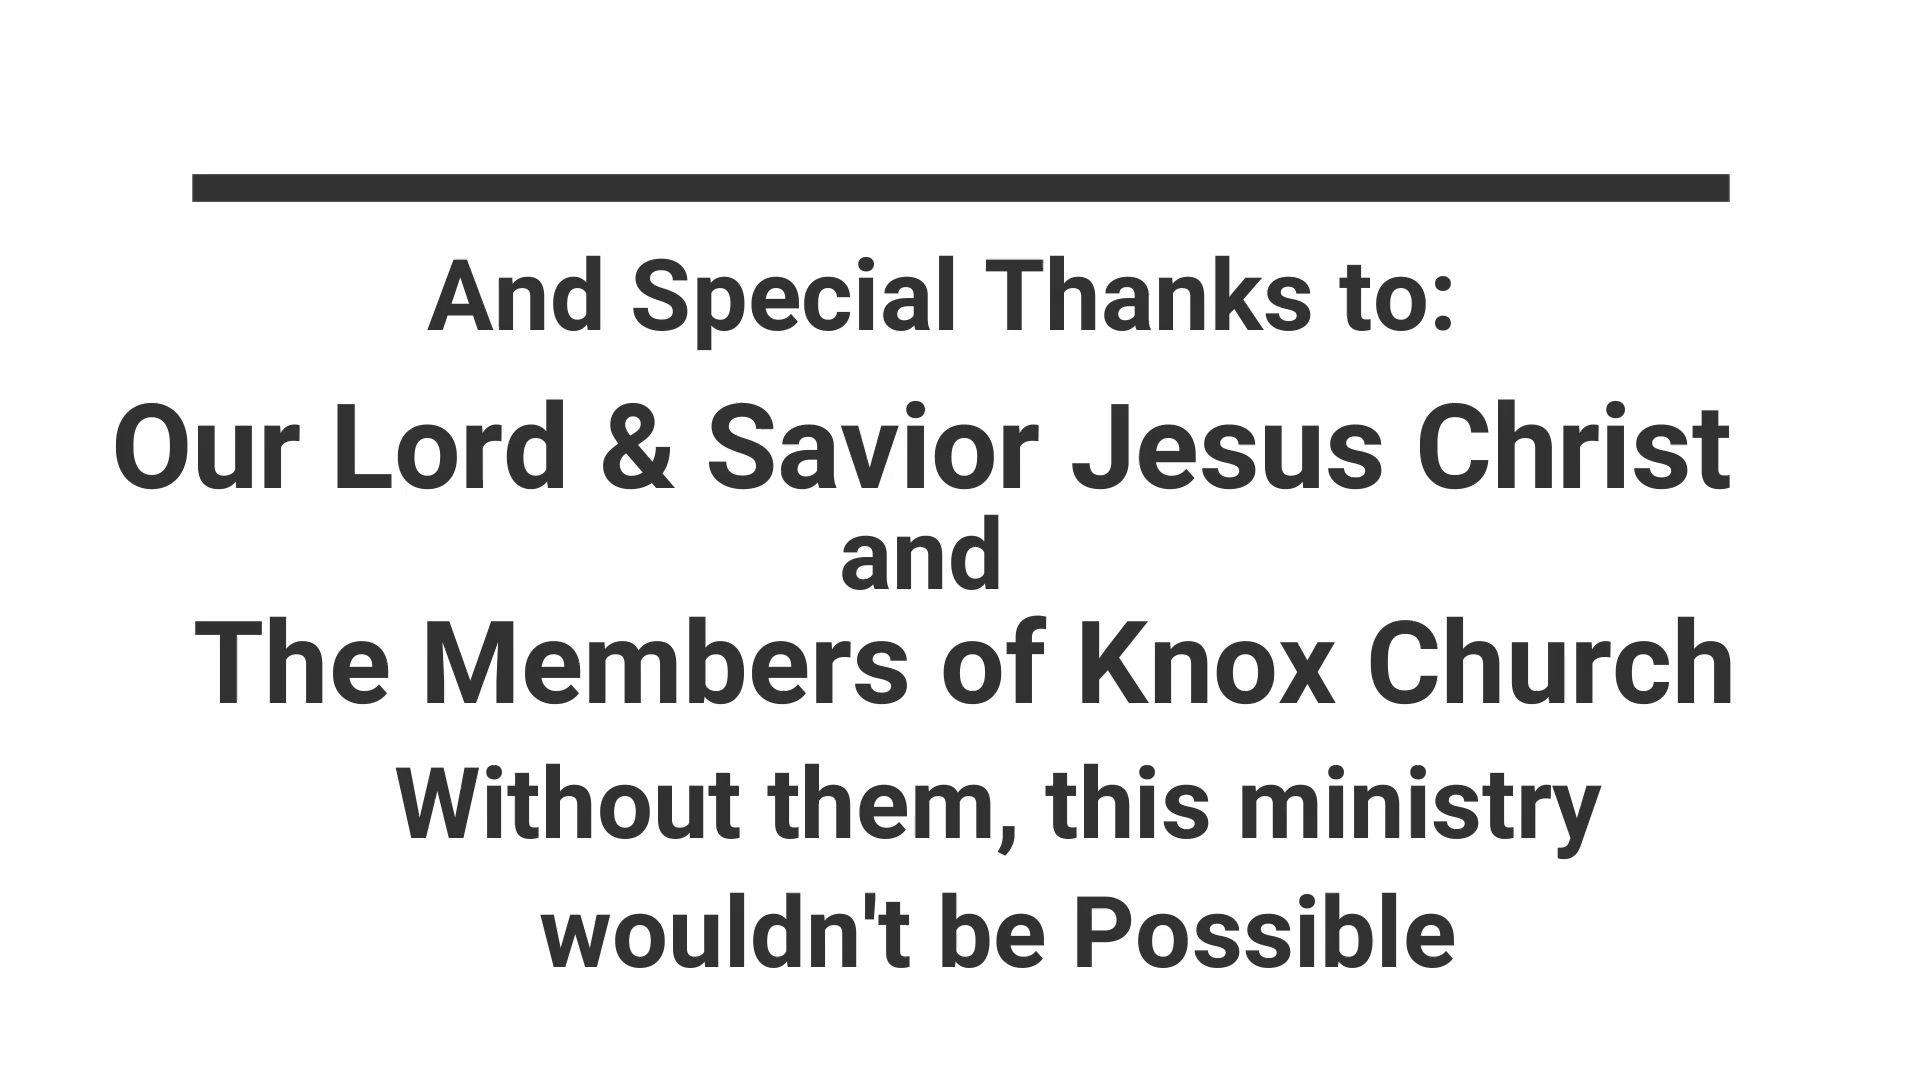 And Special Thanks to:
Our Lord & Savior Jesus Christ
and
The Members of Knox Church
Without them, this ministry
wouldn't be Possible